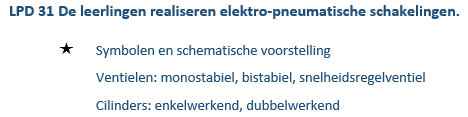 LPD 31 De leerlingen realiseren elektro-pneumatische schakelingen.
★ Symbolen en schematische voorstelling
Ventielen: monostabiel, bistabiel, snelheidsregelventiel
Cilinders: enkelwerkend, dubbelwerkend